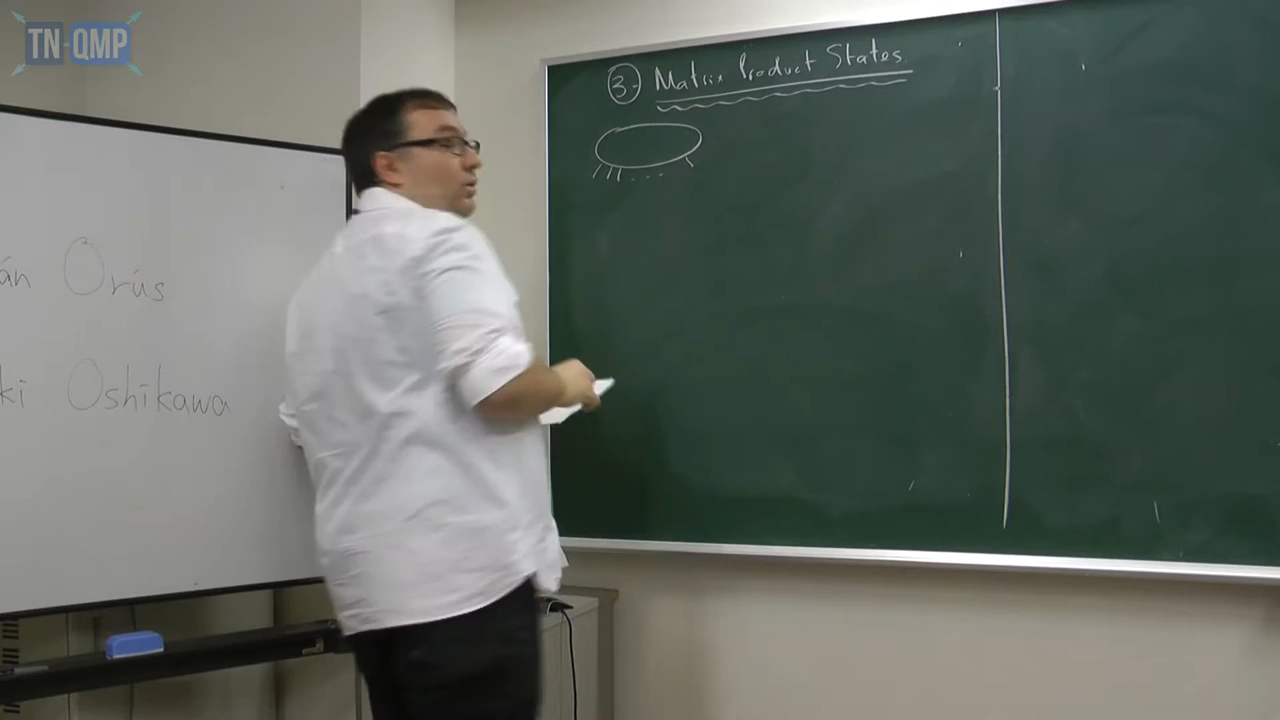 TN-QMP
án Orús
ki Oshikawa
3.- Matrix Product States